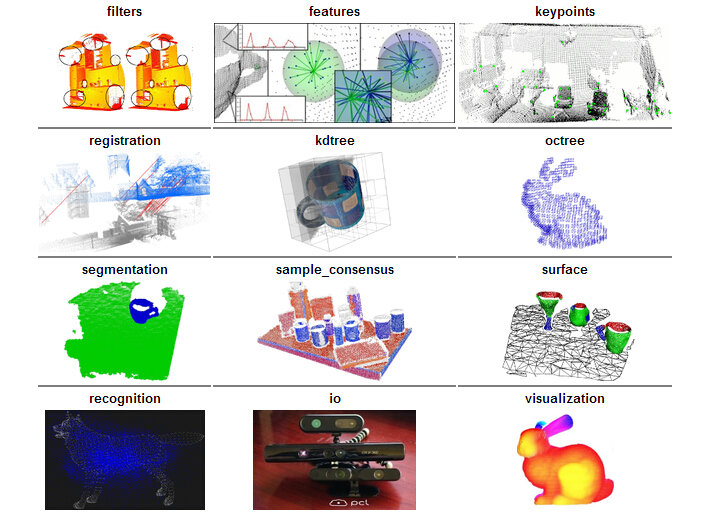 filters features keypoints
registration kdtree octree
segmentation sample_consensus surface
recognition io visualization
pcl